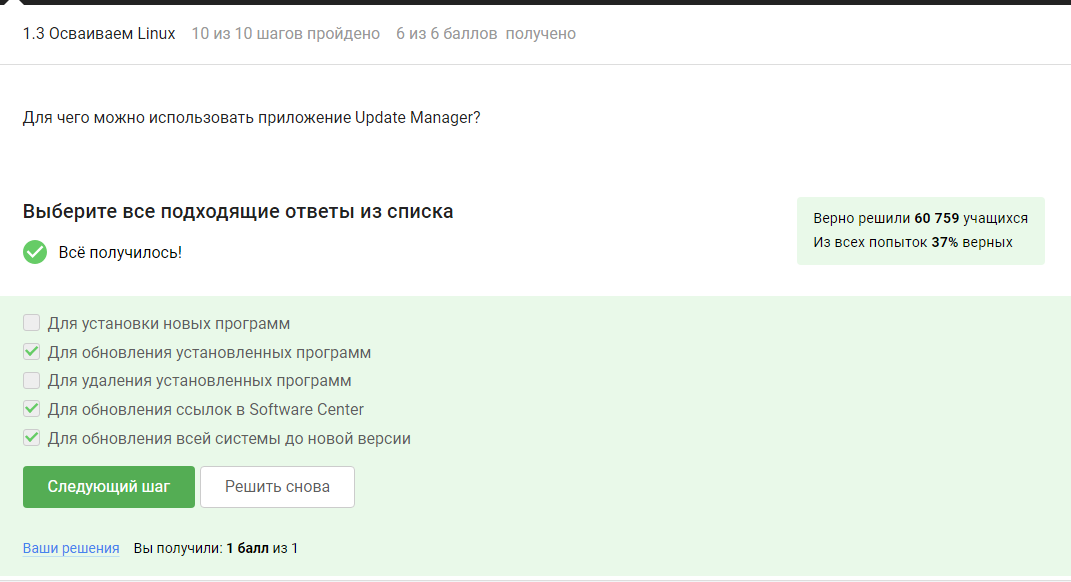 1.3 Осваиваем Linux 10 из 10 шагов пройдено 6 из 6 баллов получено
Для чего можно использовать приложение Update Manager?
Выберите все подходящие ответы из списка
Всё получилось!
Верно решили 60 759 учащихся
Из всех попыток 37% верных
Для установки новых программ
Для обновления установленных программ
Для удаления установленных программ
Для обновления ссылок в Software Center
Для обновления всей системы до новой версии
Следующий шаг Решить снова
Ваши решения Вы получили: 1 балл из 1